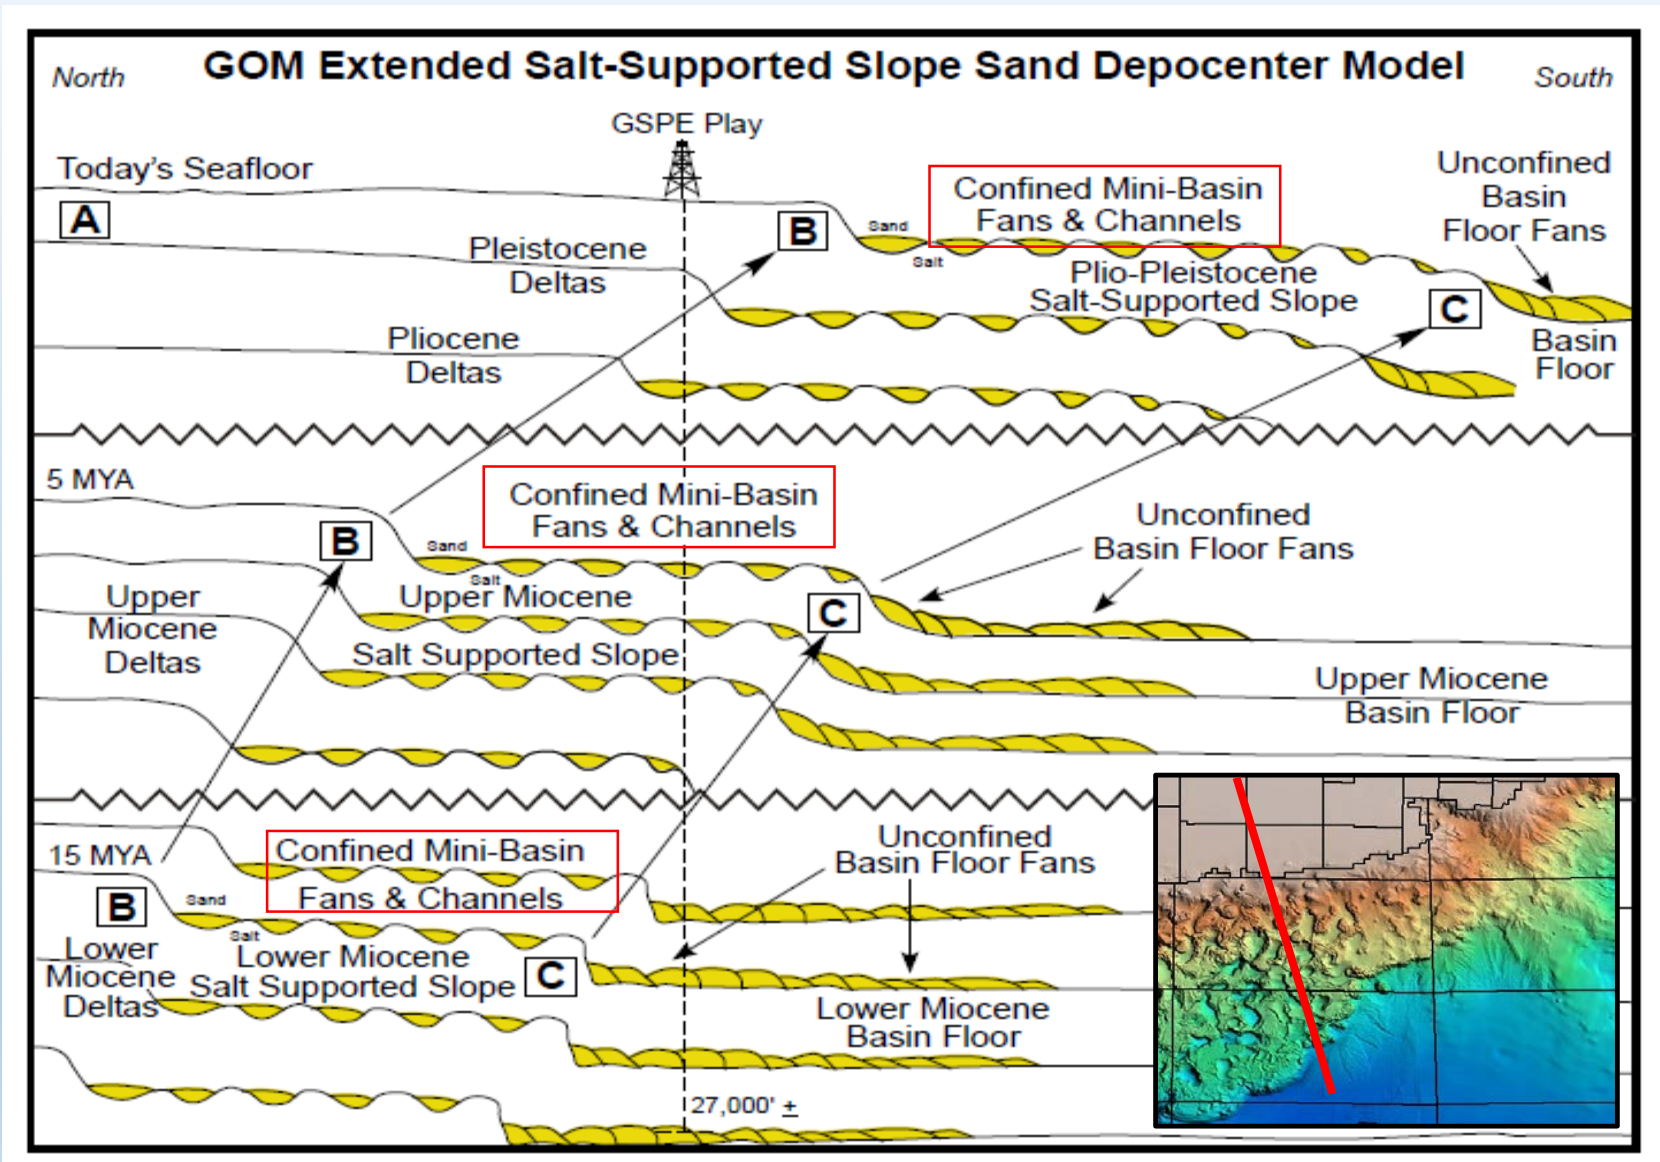 GOM Extended Salt-Supported Slope Sand Depocenter Model
North
South
GSPE Play
Today's Seafloor
A
B
Sand
Salt
Confined Mini-Basin
Fans & Channels
Unconfined
Basin
Floor Fans
Pleistocene
Deltas
Plio-Pleistocene
Salt-Supported Slope
C
Basin
Floor
Pliocene
Deltas
5 MYA
B
Sand
Salt
Confined Mini-Basin
Fans & Channels
Unconfined
Basin Floor Fans
Upper
Miocene
Deltas
Upper Miocene
Salt Supported Slope
C
Upper Miocene
Basin Floor
15 MYA
B
Sand
Salt
Confined Mini-Basin
Fans & Channels
Unconfined
Basin Floor Fans
Lower
Miocene
Deltas
Lower Miocene
Salt Supported Slope
C
Lower Miocene
Basin Floor
27,000' ±